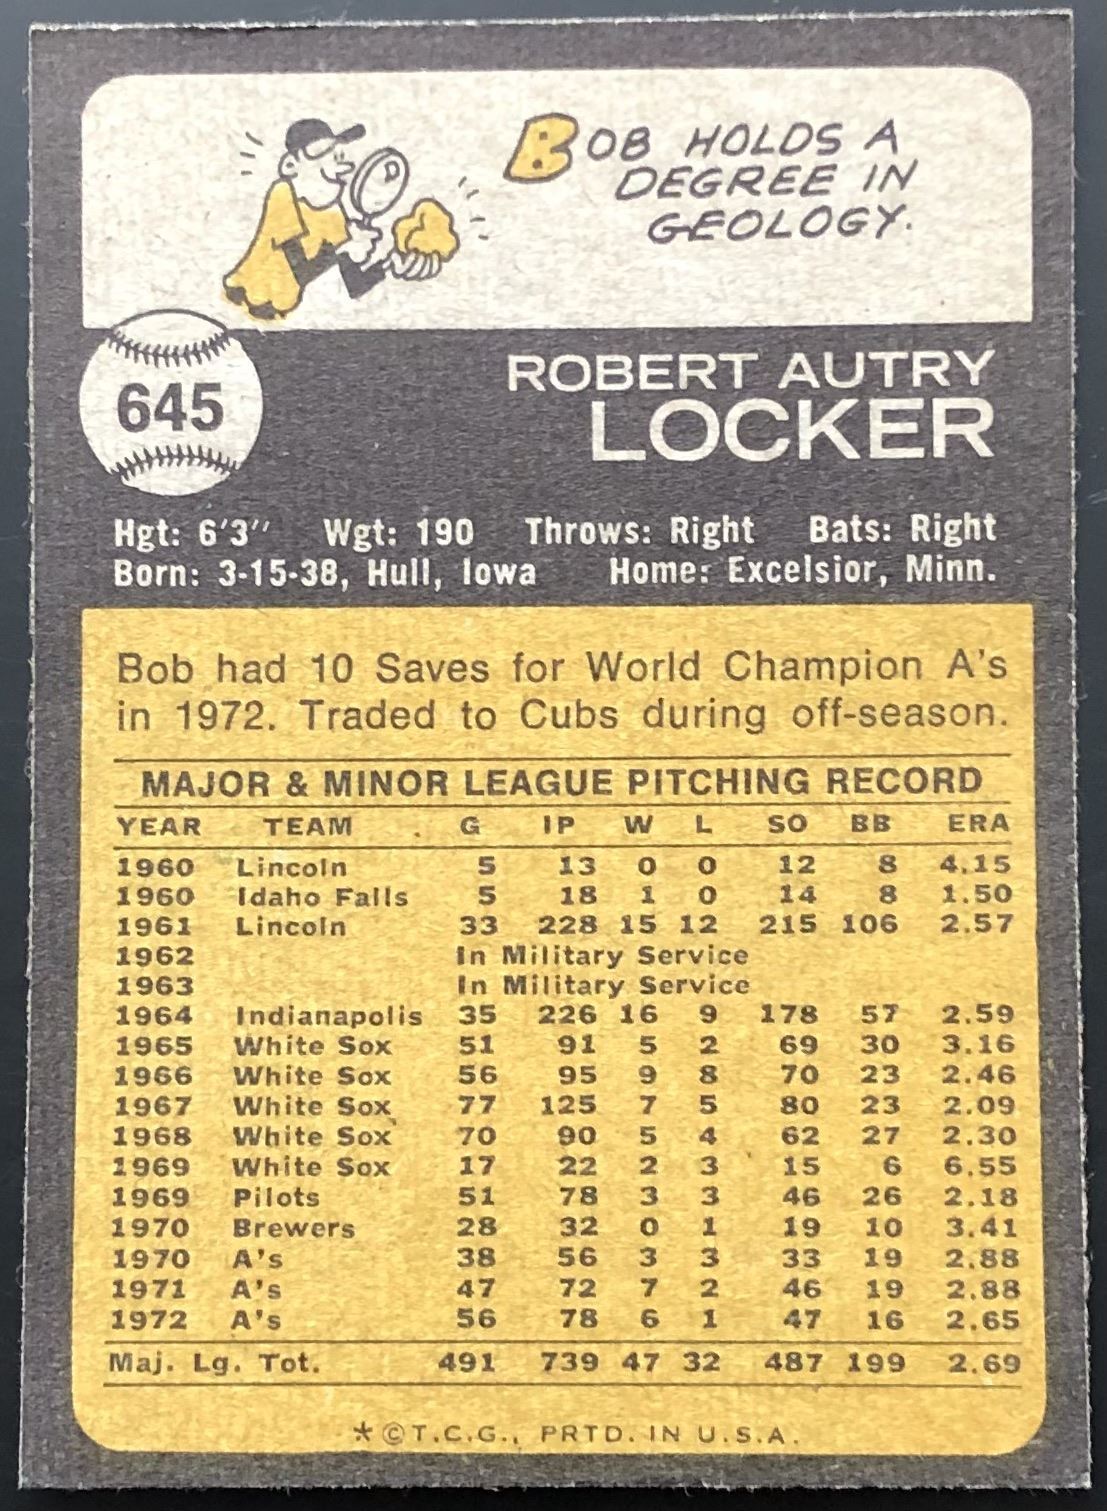 BOB HOLDS A
DEGREE IN
GEOLOGY.
645
ROBERT AUTRY
LOCKER
Hgt: 6'3" Wgt: 190 Throws: Right Bats: Right
Born: 3-15-38, Hull, Iowa Home: Excelsior, Minn.
Bob had 10 Saves for World Champion A's
in 1972. Traded to Cubs during off-season.
MAJOR & MINOR LEAGUE PITCHING RECORD
YEAR TEAM G IP W L SO BB ERA
1960 Lincoln 5 13 0 0 12 8 4.15
1960 Idaho Falls 5 18 1 0 14 8 1.50
1961 Lincoln 33 228 15 12 215 106 2.57
1962 In Military Service
1963 In Military Service
1964 Indianapolis 35 226 16 9 178 57 2.59
1965 White Sox 51 91 5 2 69 30 3.16
1966 White Sox 56 95 9 8 70 23 2.46
1967 White Sox 77 125 7 5 80 23 2.09
1968 White Sox 70 90 5 4 62 27 2.30
1969 White Sox 17 22 2 3 15 6 6.55
1969 Pilots 51 78 3 3 46 26 2.18
1970 Brewers 28 32 0 1 19 10 3.41
1970 A's 38 56 3 3 33 19 2.88
1971 A's 47 72 7 2 46 19 2.88
1972 A's 56 78 6 1 47 16 2.65
Maj. Lg. Tot. 491 739 47 32 487 199 2.69
*©T.C.G., PRTD. IN U.S.A.